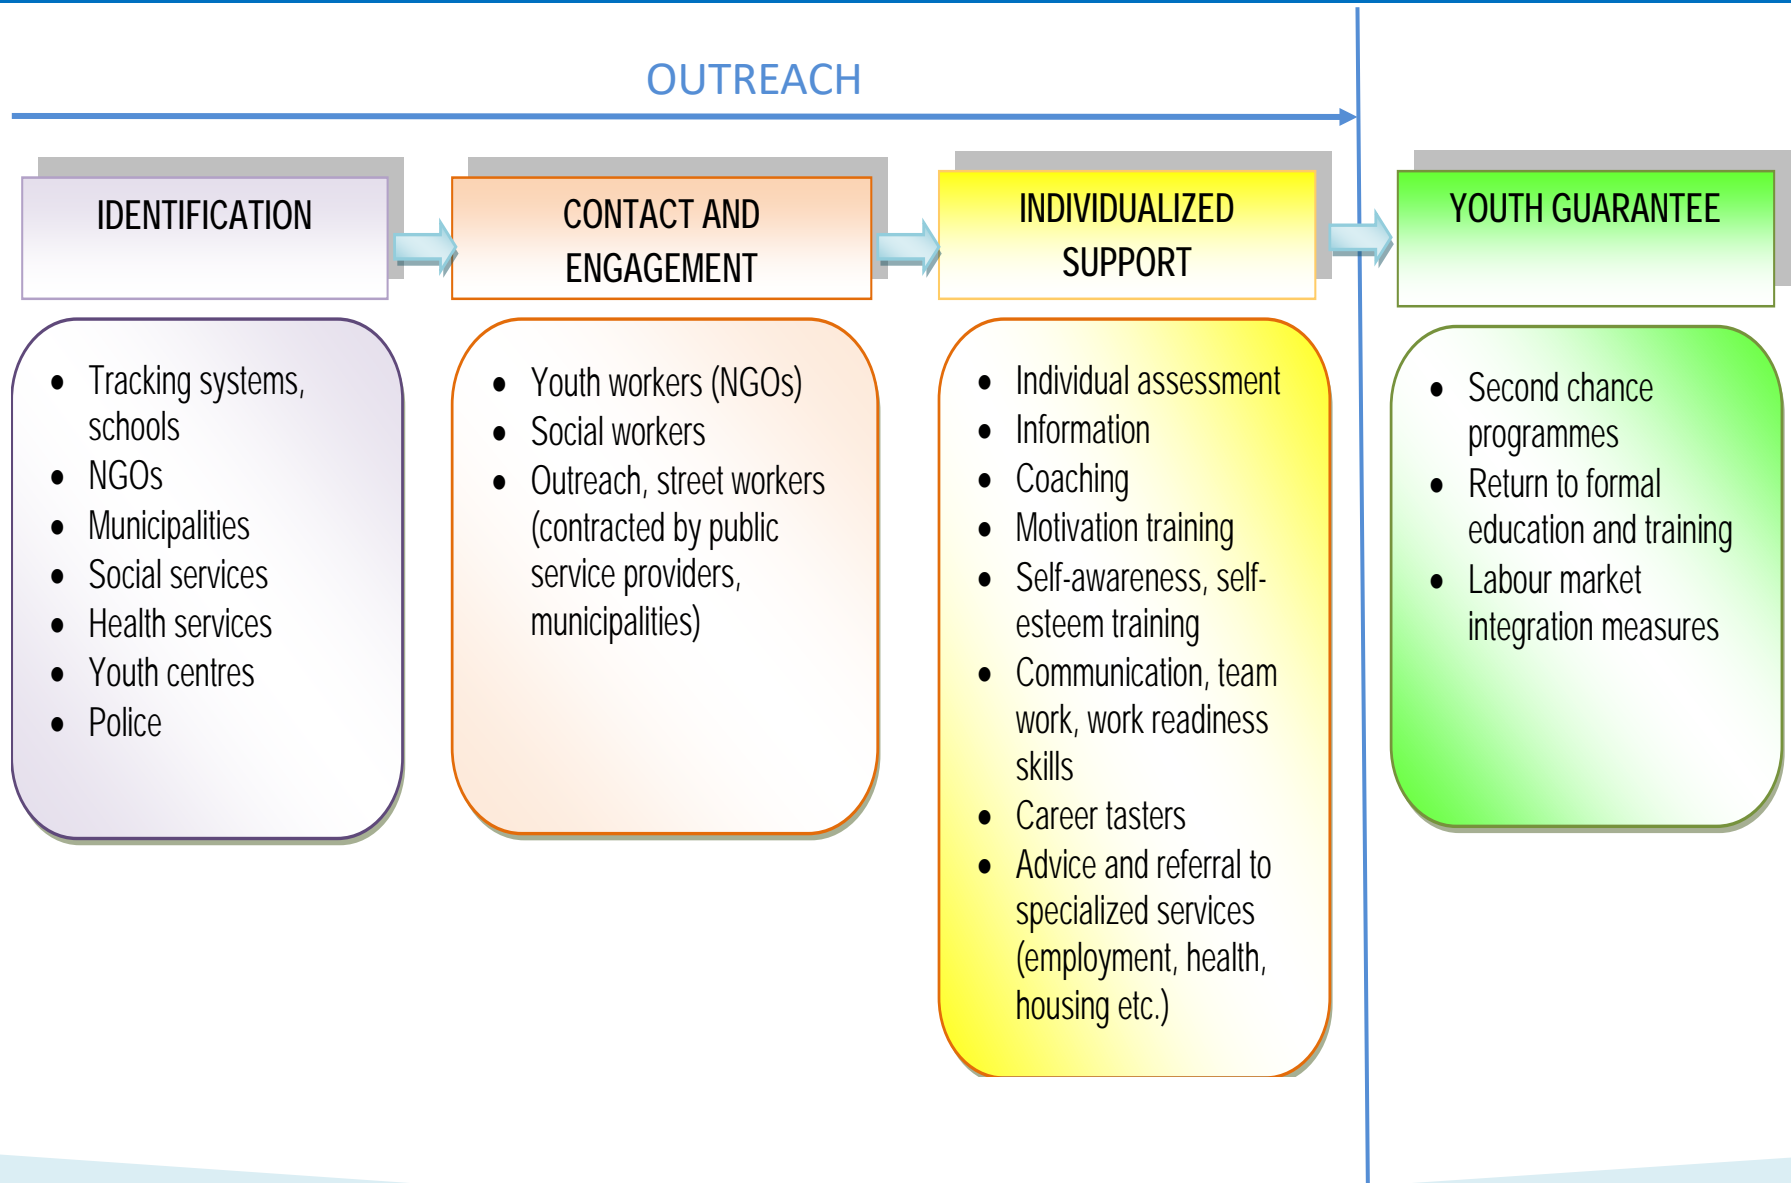 OUTREACH
IDENTIFICATION
• Tracking systems,
schools
• NGOs
• Municipalities
• Social services
• Health services
• Youth centres
• Police
CONTACT AND
ENGAGEMENT
• Youth workers (NGOs)
• Social workers
• Outreach, street workers
(contracted by public
service providers,
municipalities)
INDIVIDUALIZED
SUPPORT
• Individual assessment
• Information
• Coaching
• Motivation training
• Self-awareness, self-
esteem training
• Communication, team
work, work readiness
skills
• Career tasters
• Advice and referral to
specialized services
(employment, health,
housing etc.)
YOUTH GUARANTEE
• Second chance
programmes
• Return to formal
education and training
• Labour market
integration measures